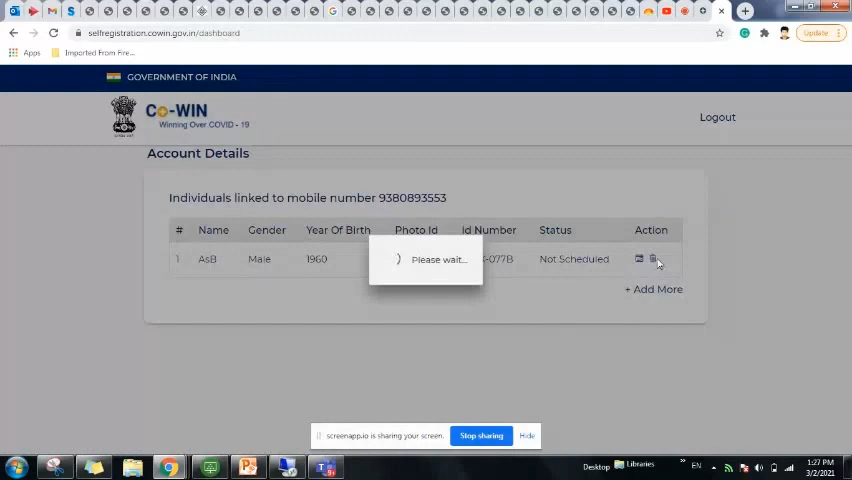 selfregistration.cowin.gov.in/dashboard
Update
Apps
Imported From Fire...
GOVERNMENT OF INDIA
Co-WIN
Winning Over COVID - 19
Logout
Account Details
Individuals linked to mobile number 9380893553
# Name Gender Year Of Birth Photo Id Id Number Status Action
1 AsB Male 1960 -077B Not Scheduled
Please wait...
+ Add More
screenapp.io is sharing your screen.
Stop sharing
Hide
Desktop
Libraries
EN
1:27 PM
3/2/2021